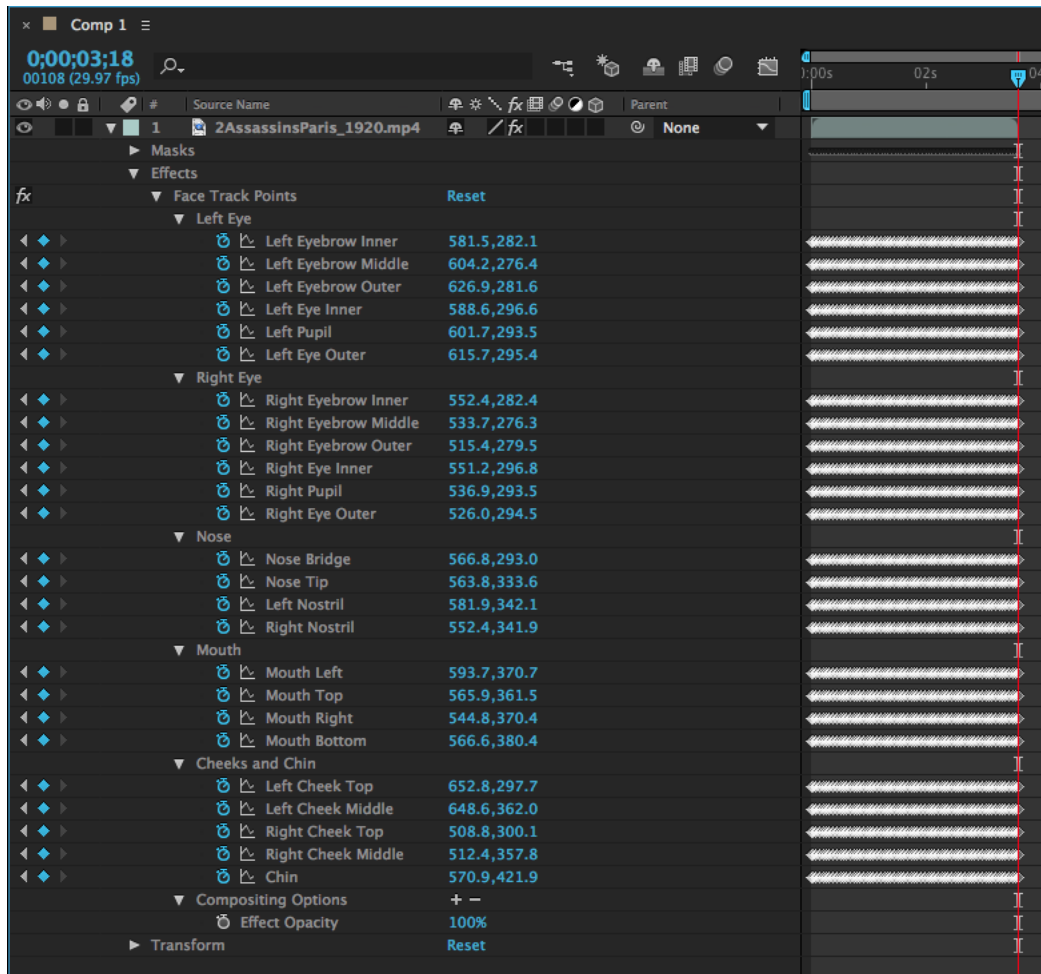 × Comp 1 ≡
0;00;03;18
00108 (29.97 fps)
):00s 02s 04
# Source Name fx Parent
1 2AssassinsParis_1920.mp4 fx None
Masks
Effects
fx Face Track Points Reset
Left Eye
Left Eyebrow Inner 581.5,282.1
Left Eyebrow Middle 604.2,276.4
Left Eyebrow Outer 626.9,281.6
Left Eye Inner 588.6,296.6
Left Pupil 601.7,293.5
Left Eye Outer 615.7,295.4
Right Eye
Right Eyebrow Inner 552.4,282.4
Right Eyebrow Middle 533.7,276.3
Right Eyebrow Outer 515.4,279.5
Right Eye Inner 551.2,296.8
Right Pupil 536.9,293.5
Right Eye Outer 526.0,294.5
Nose
Nose Bridge 566.8,293.0
Nose Tip 563.8,333.6
Left Nostril 581.9,342.1
Right Nostril 552.4,341.9
Mouth
Mouth Left 593.7,370.7
Mouth Top 565.9,361.5
Mouth Right 544.8,370.4
Mouth Bottom 566.6,380.4
Cheeks and Chin
Left Cheek Top 652.8,297.7
Left Cheek Middle 648.6,362.0
Right Cheek Top 508.8,300.1
Right Cheek Middle 512.4,357.8
Chin 570.9,421.9
Compositing Options + −
Effect Opacity 100%
Transform Reset